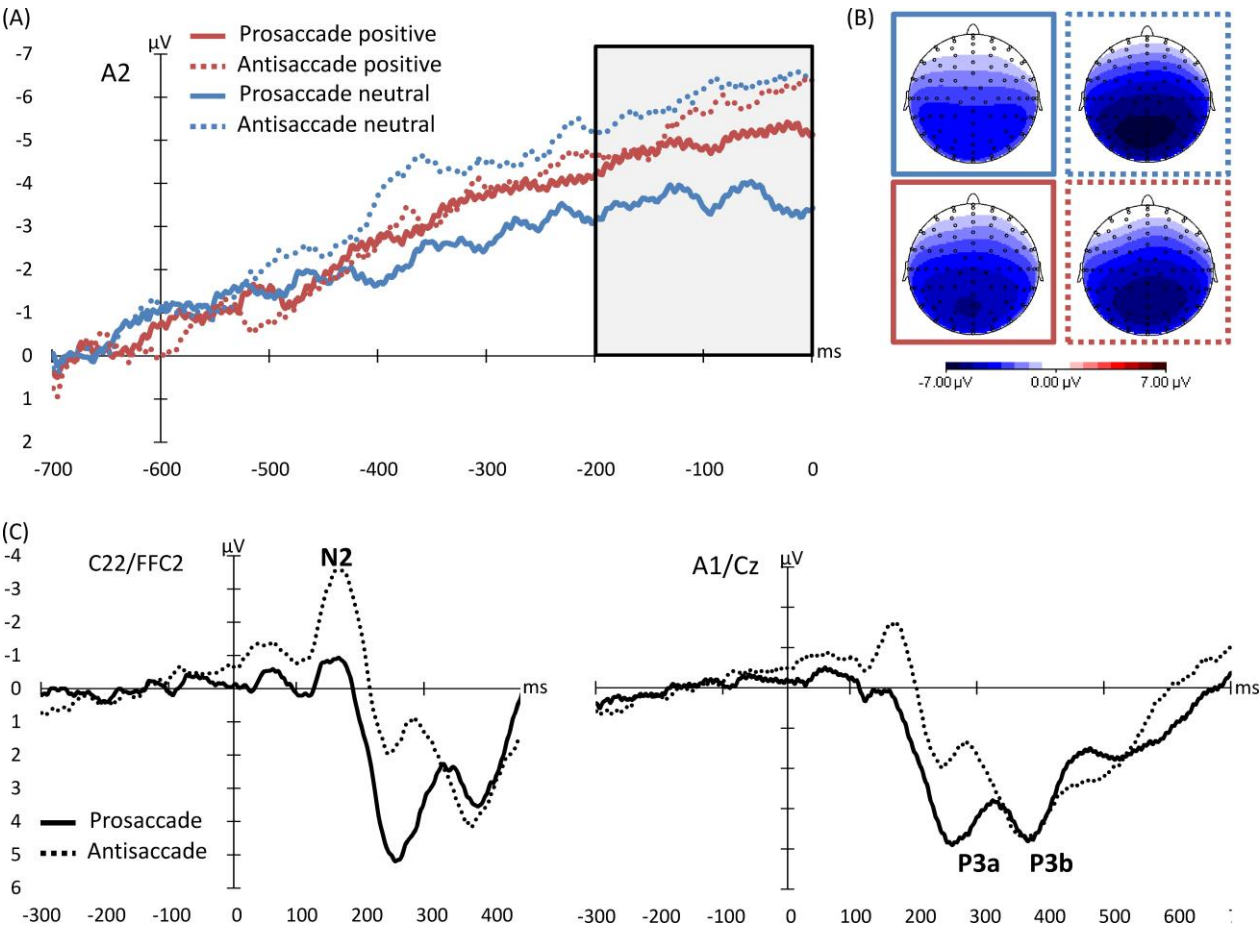 (A)
µV
A2
Prosaccade positive
Antisaccade positive
Prosaccade neutral
Antisaccade neutral
-7
-6
-5
-4
-3
-2
-1
0
1
2
ms
-700 -600 -500 -400 -300 -200 -100 0
(B)
-7.00 µV 0.00 µV 7.00 µV
(C)
C22/FFC2
µV
N2
-4
-3
-2
-1
0
1
2
3
4
5
6
ms
Prosaccade
Antisaccade
-300 -200 -100 0 100 200 300 400
A1/Cz
µV
ms
P3a P3b
-300 -200 -100 0 100 200 300 400 500 600